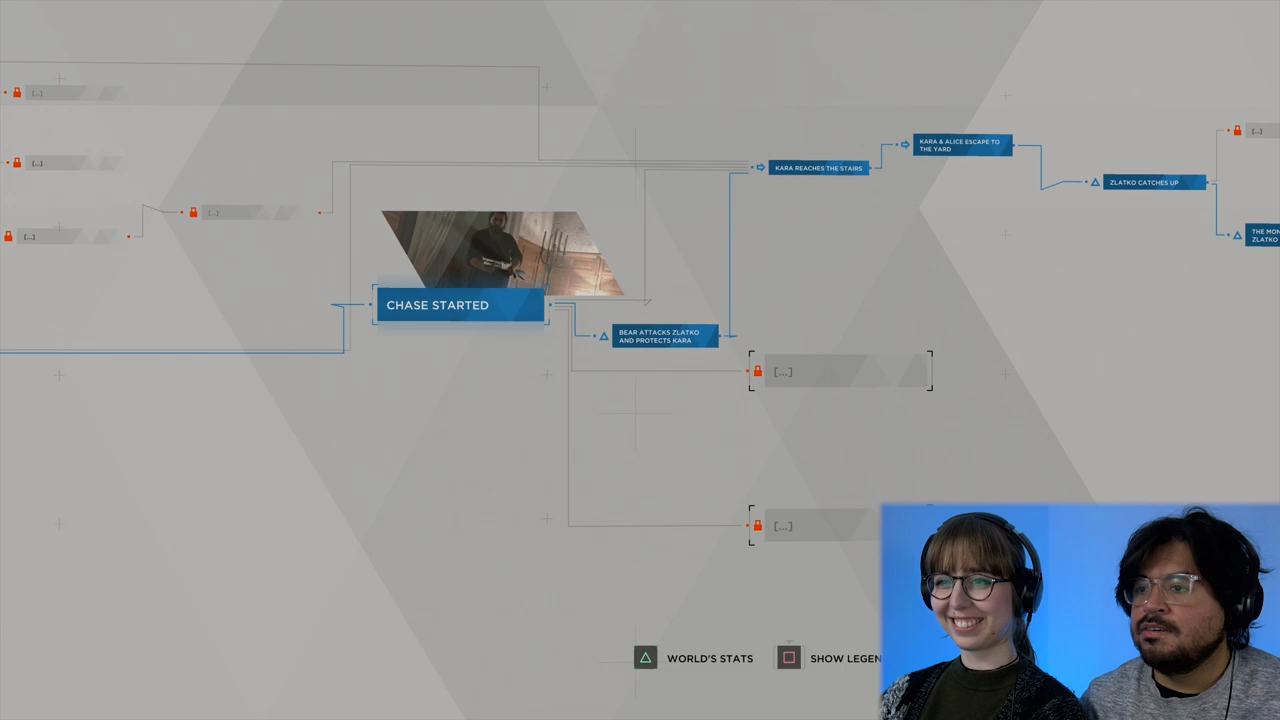 [...]
[...]
[...]
[...]
KARA REACHES THE STAIRS
KARA & ALICE ESCAPE TO
THE YARD
ZLATKO CATCHES UP
[...]
THE MON
ZLATKO
CHASE STARTED
BEAR ATTACKS ZLATKO
AND PROTECTS KARA
[...]
[...]
WORLD'S STATS
SHOW LEGEN